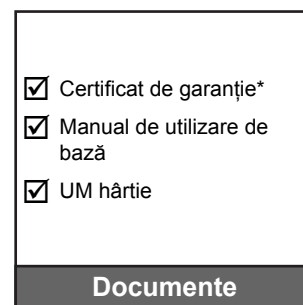 Certificat de garanție*
Manual de utilizare de
bază
UM hârtie
Documente